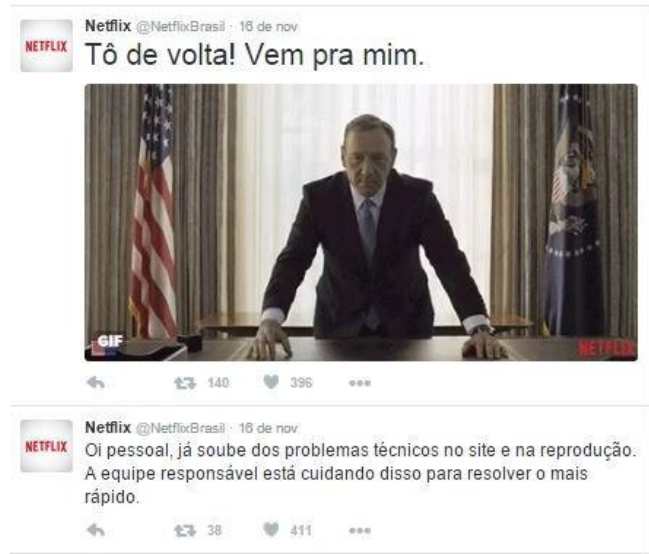 NETFLIX
Netflix @NetflixBrasil · 16 de nov
Tô de volta! Vem pra mim.
GIF
NETFLIX
140 396
NETFLIX
Netflix @NetflixBrasil · 16 de nov
Oi pessoal, já soube dos problemas técnicos no site e na reprodução.
A equipe responsável está cuidando disso para resolver o mais
rápido.
38 411